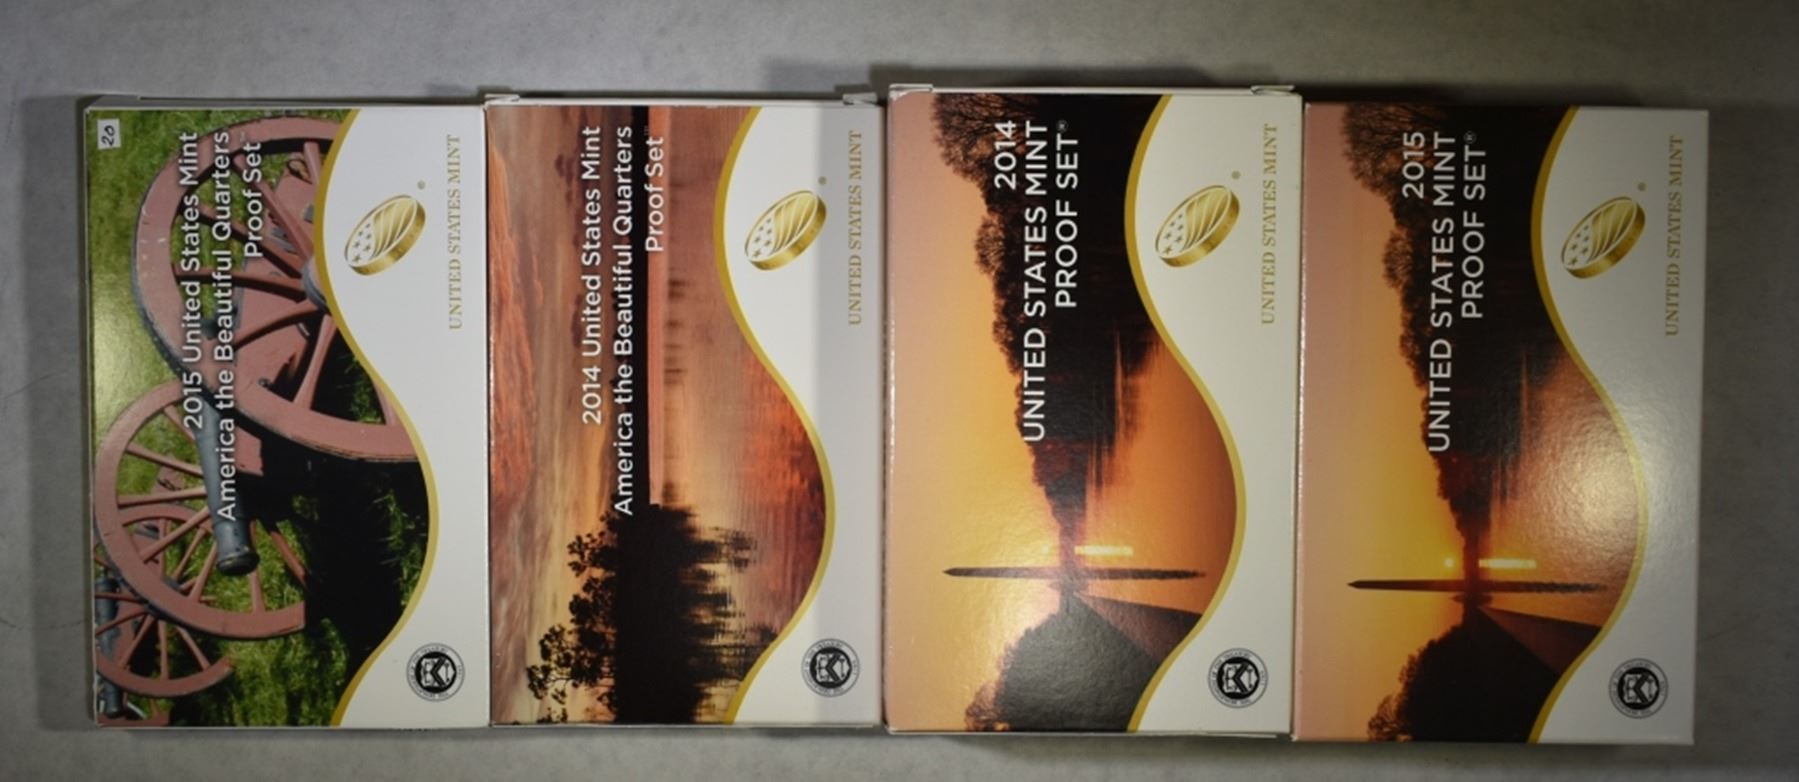 20
2015 United States Mint
America the Beautiful Quarters
Proof Set™
UNITED STATES MINT
2014 United States Mint
America the Beautiful Quarters
Proof Set™
UNITED STATES MINT
2014
UNITED STATES MINT
PROOF SET®
UNITED STATES MINT
2015
UNITED STATES MINT
PROOF SET®
UNITED STATES MINT